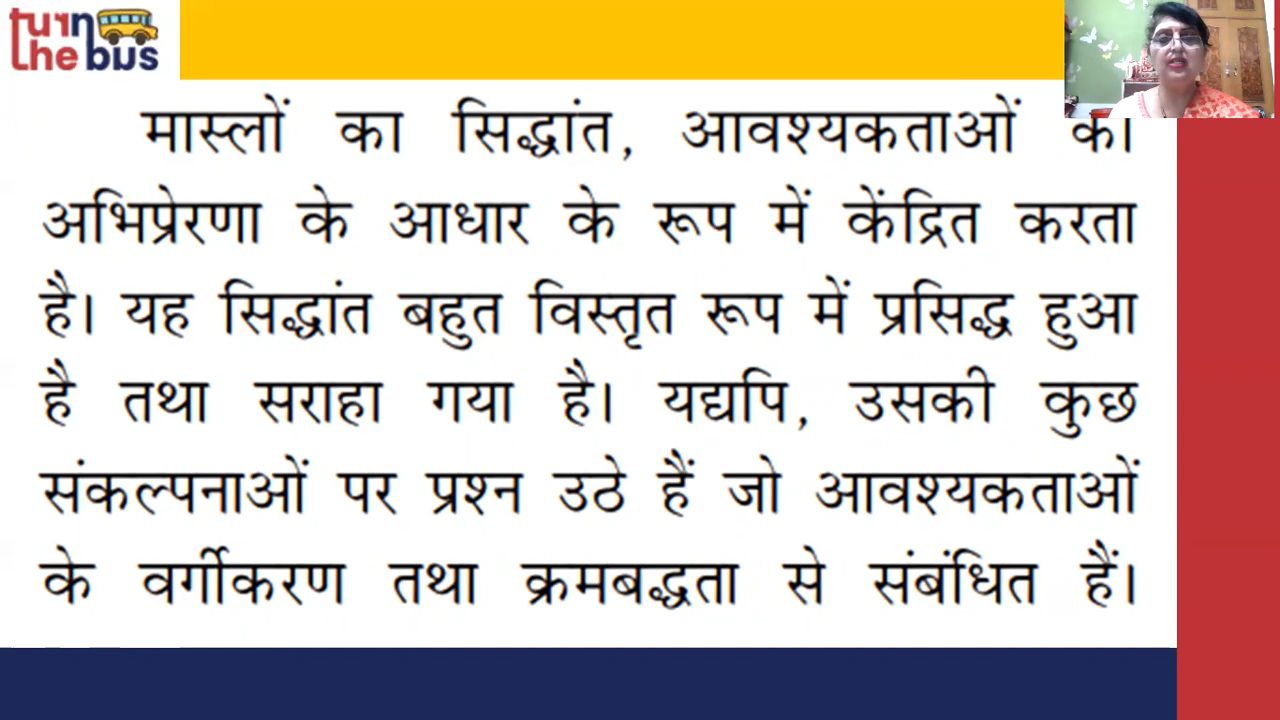 turn
the bus
मास्लों का सिद्धांत, आवश्यकताओं को
अभिप्रेरणा के आधार के रूप में केंद्रित करता
है। यह सिद्धांत बहुत विस्तृत रूप में प्रसिद्ध हुआ
है तथा सराहा गया है। यद्यपि, उसकी कुछ
संकल्पनाओं पर प्रश्न उठे हैं जो आवश्यकताओं
के वर्गीकरण तथा क्रमबद्धता से संबंधित हैं।